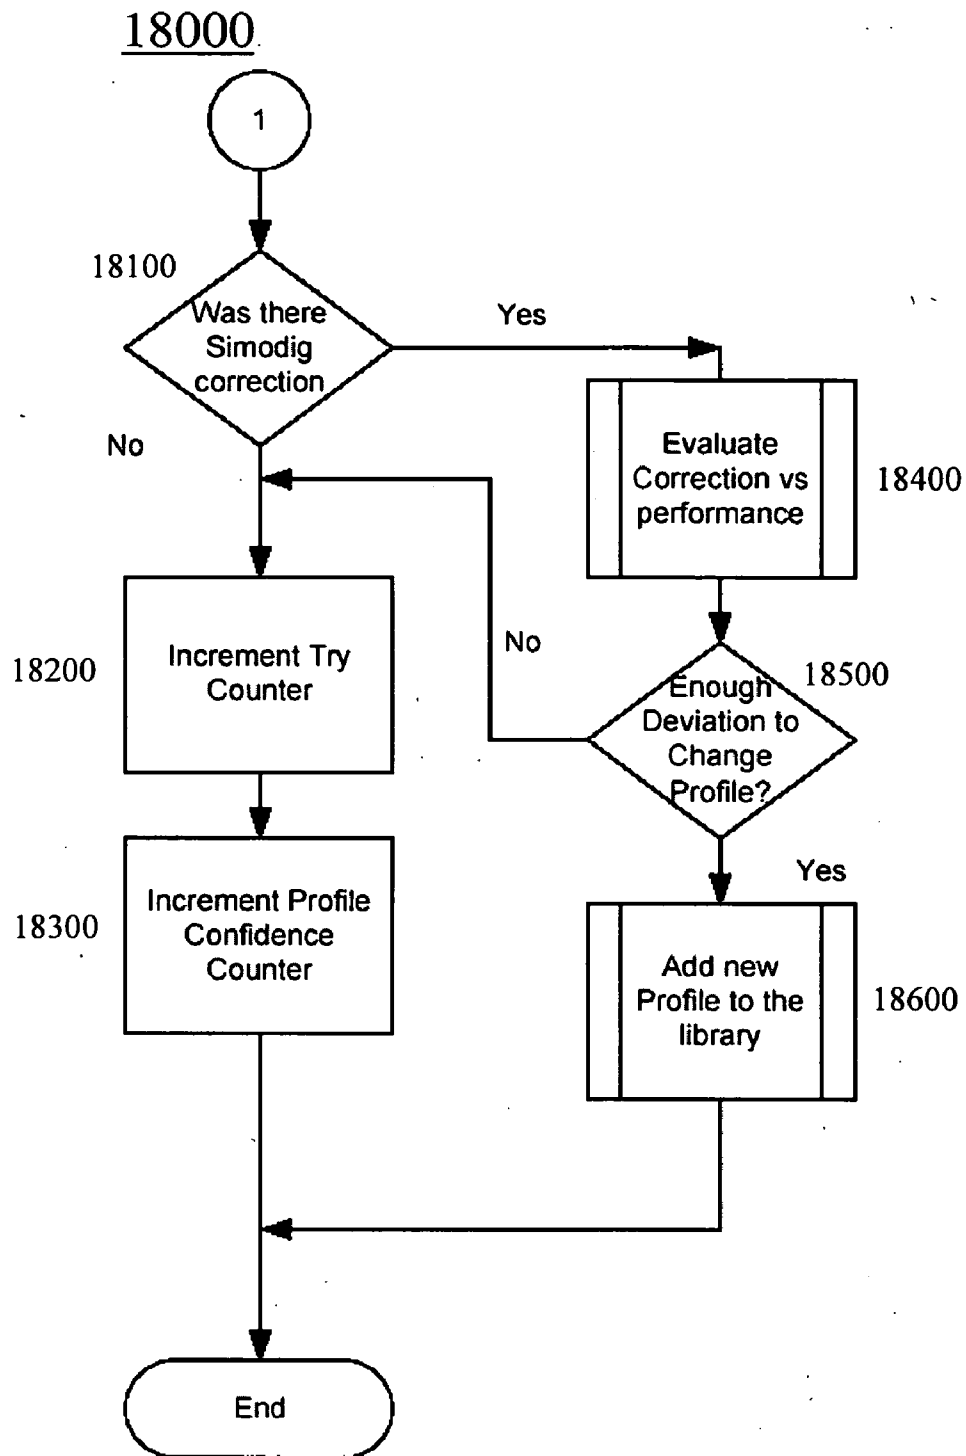 18000
1
18100
Was there
Simodig
correction
Yes
No
Evaluate
Correction vs
performance
18400
Increment Try
Counter
18200
No
18500
Enough
Deviation to
Change
Profile?
Yes
Increment Profile
Confidence
Counter
18300
Add new
Profile to the
library
18600
End